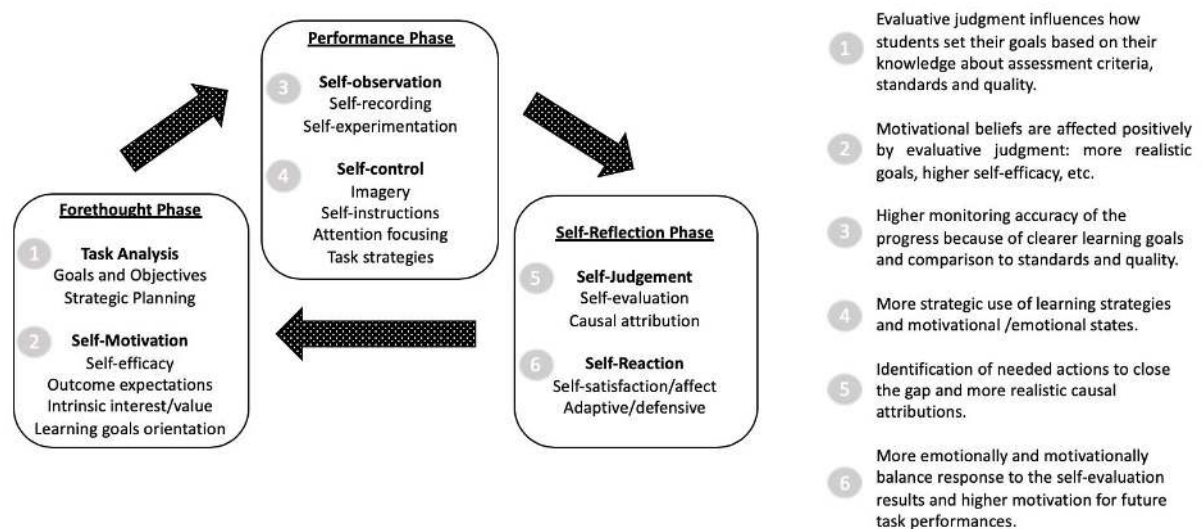 Performance Phase
3
Self-observation
Self-recording
Self-experimentation
4
Self-control
Imagery
Self-instructions
Attention focusing
Task strategies
Forethought Phase
1
Task Analysis
Goals and Objectives
Strategic Planning
2
Self-Motivation
Self-efficacy
Outcome expectations
Intrinsic interest/value
Learning goals orientation
Self-Reflection Phase
5
Self-Judgement
Self-evaluation
Causal attribution
6
Self-Reaction
Self-satisfaction/affect
Adaptive/defensive
1
Evaluative judgment influences how
students set their goals based on their
knowledge about assessment criteria,
standards and quality.
2
Motivational beliefs are affected positively
by evaluative judgment: more realistic
goals, higher self-efficacy, etc.
3
Higher monitoring accuracy of the
progress because of clearer learning goals
and comparison to standards and quality.
4
More strategic use of learning strategies
and motivational /emotional states.
5
Identification of needed actions to close
the gap and more realistic causal
attributions.
6
More emotionally and motivationally
balance response to the self-evaluation
results and higher motivation for future
task performances.